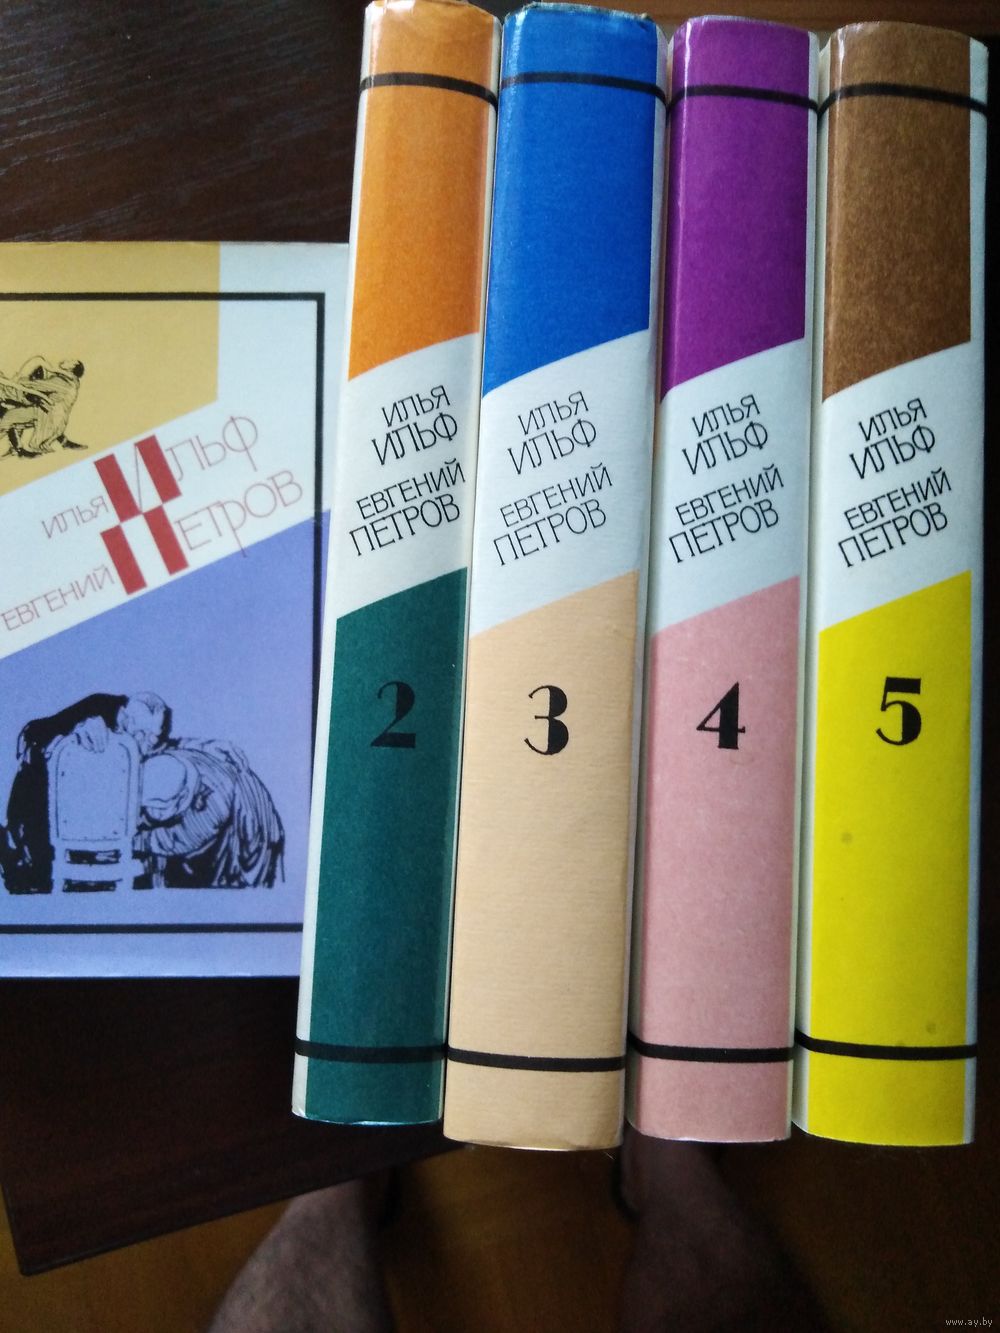 ИЛЬЯ ИЛЬФ
ЕВГЕНИЙ ПЕТРОВ
ИЛЬЯ
ИЛЬФ
ЕВГЕНИЙ
ПЕТРОВ
2
ИЛЬЯ
ИЛЬФ
ЕВГЕНИЙ
ПЕТРОВ
3
ИЛЬЯ
ИЛЬФ
ЕВГЕНИЙ
ПЕТРОВ
4
ИЛЬЯ
ИЛЬФ
ЕВГЕНИЙ
ПЕТРОВ
5
www.ay.by